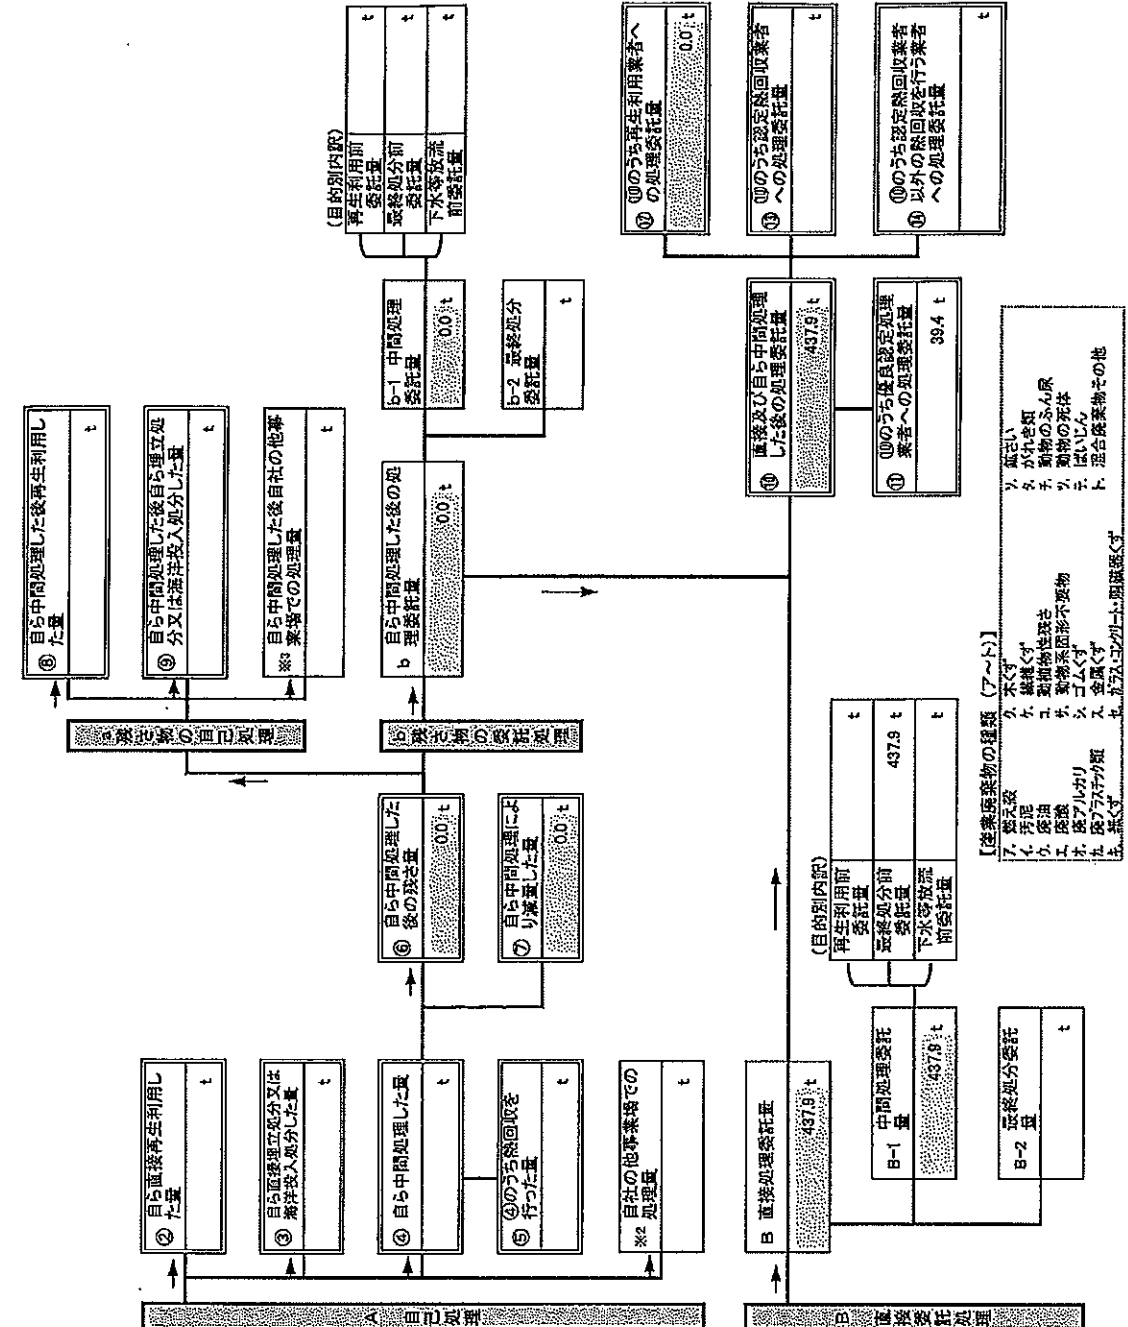 A
自己処理
② 自ら直接再生利用し
た量
t
③ 自ら直接埋立処分又は
海洋投入処分した量
t
④ 自ら中間処理した量
t
⑤ ④のうち熱回収を
行った量
t
※2 自社の他事業場での
処理量
t
⑥ 自ら中間処理した
後の残さ量
0.0 t
⑦ 自ら中間処理によ
り減量した量
0.0 t
a 残さ物の自己処理
⑧ 自ら中間処理した後再生利用し
た量
t
⑨ 自ら中間処理した後自ら埋立処
分又は海洋投入処分した量
t
※3 自ら中間処理した後自社の他事
業場での処理量
t
b 残さ物の委託処理
b 自ら中間処理した後の処
理委託量
0.0 t
b-1 中間処理
委託量
0.0 t
b-2 最終処分
委託量
t
(目的別内訳)
再生利用前
委託量
t
最終処分前
委託量
t
下水等放流
前委託量
t
B
直接委託処理
B 直接処理委託量
437.9 t
B-1 中間処理委託
量
437.9 t
B-2 最終処分委託
量
t
(目的別内訳)
再生利用前
委託量
t
最終処分前
委託量
437.9 t
下水等放流
前委託量
t
⑩ 直接及び自ら中間処理
した後の処理委託量
437.9 t
⑪ ⑩のうち優良認定処理
業者への処理委託量
39.4 t
⑫ ⑩のうち再生利用業者へ
の処理委託量
0.0 t
⑬ ⑩のうち認定熱回収業者
への処理委託量
t
⑭ ⑩のうち認定熱回収業者
以外の熱回収を行う業者
への処理委託量
t
【産業廃棄物の種類 (ア~ト)】
ア. 燃え殻
イ. 汚泥
ウ. 廃油
エ. 廃酸
オ. 廃アルカリ
カ. 廃プラスチック類
キ. 紙くず
ク. 木くず
ケ. 繊維くず
コ. 動植物性残さ
サ. 動物系固形不要物
シ. ゴムくず
ス. 金属くず
セ. ガラス・コンクリート・陶磁器くず
ソ. 鉱さい
タ. がれき類
チ. 動物のふん尿
ツ. 動物の死体
テ. ばいじん
ト. 混合廃棄物その他